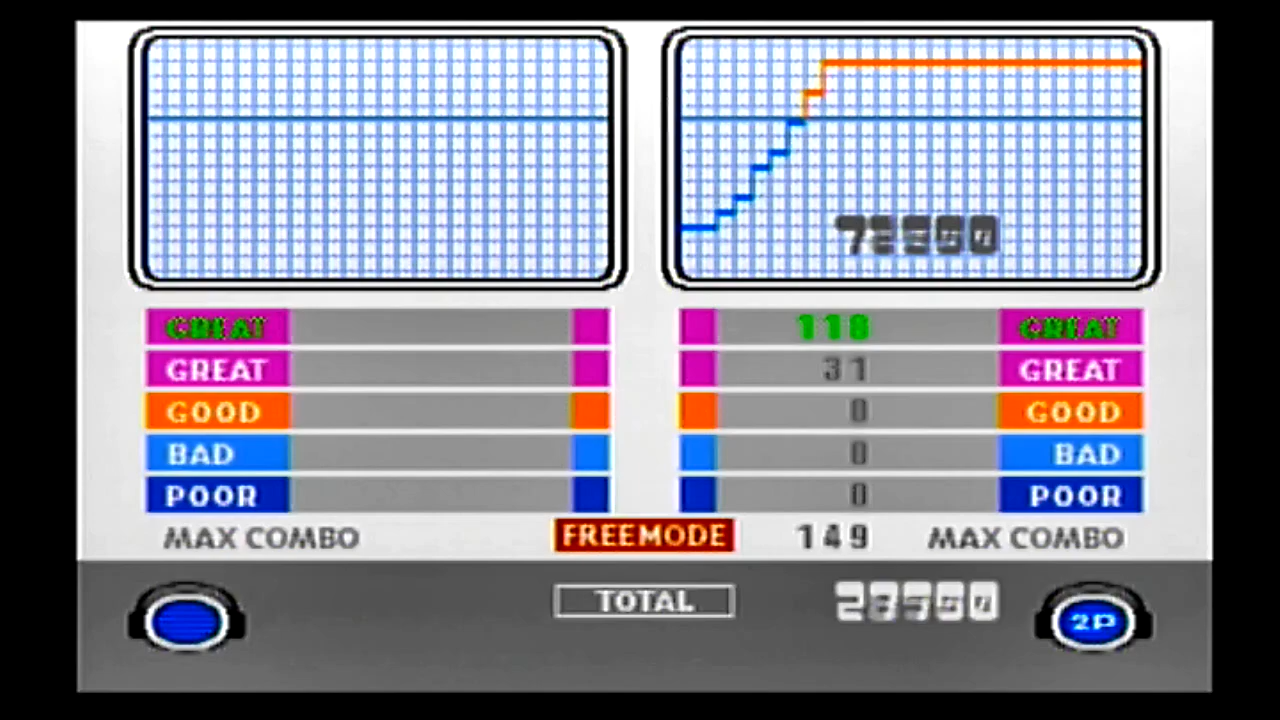 GREAT 118 GREAT
GREAT 31 GREAT
GOOD 0 GOOD
BAD 0 BAD
POOR 0 POOR
MAX COMBO FREEMODE 149 MAX COMBO
TOTAL
2P